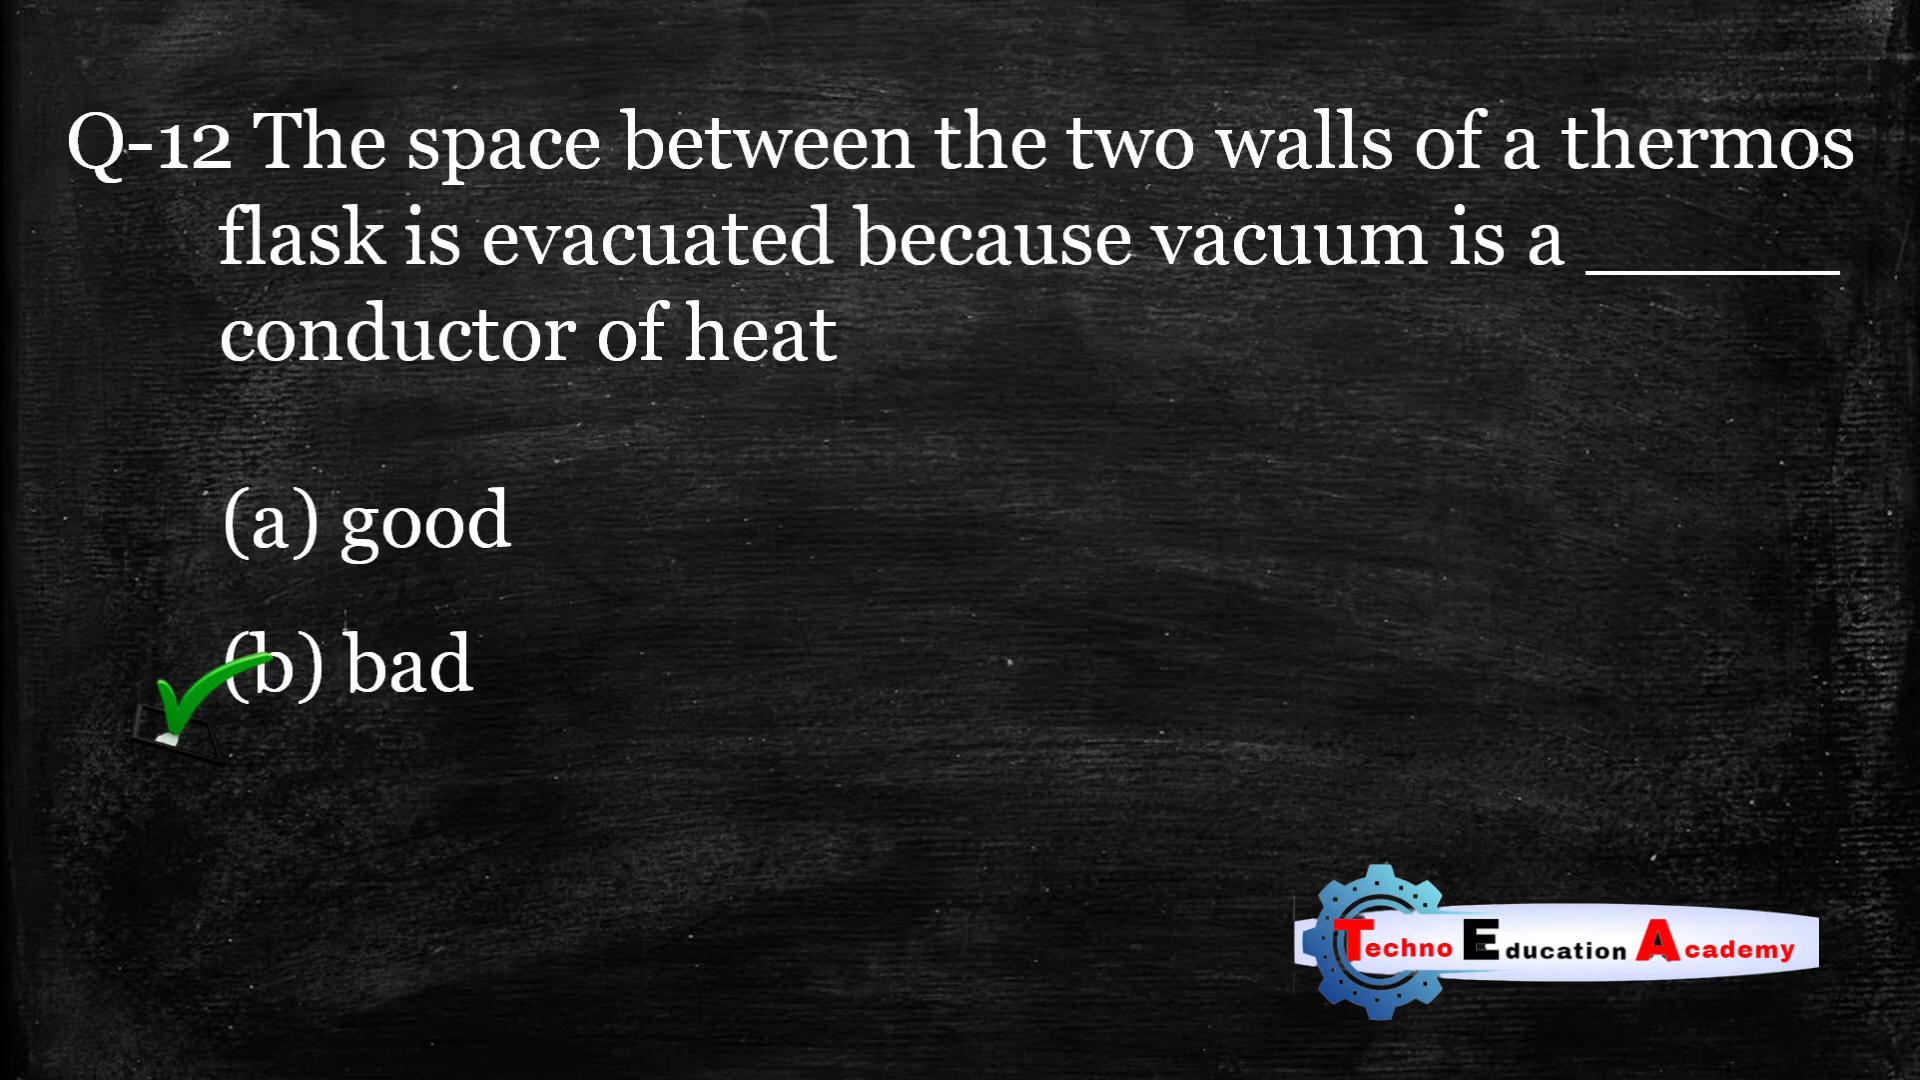 Q-12 The space between the two walls of a thermos
flask is evacuated because vacuum is a ______
conductor of heat
(a) good
(b) bad
Techno Education Academy